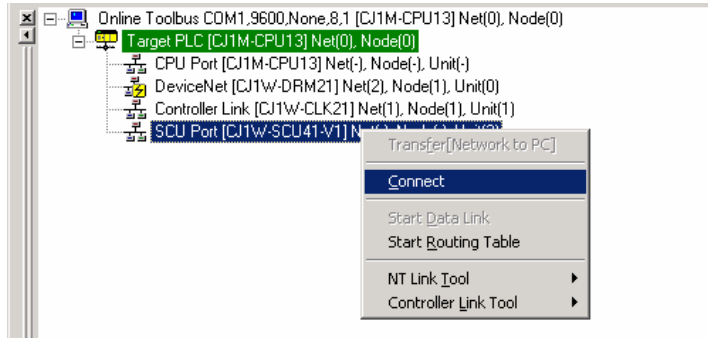 Online Toolbus COM1,9600,None,8,1 [CJ1M-CPU13] Net(0), Node(0)
Target PLC [CJ1M-CPU13] Net(0), Node(0)
CPU Port [CJ1M-CPU13] Net(-), Node(-), Unit(-)
DeviceNet [CJ1W-DRM21] Net(2), Node(1), Unit(0)
Controller Link [CJ1W-CLK21] Net(1), Node(1), Unit(1)
SCU Port [CJ1W-SCU41-V1]
Transfer[Network to PC]
Connect
Start Data Link
Start Routing Table
NT Link Tool
Controller Link Tool